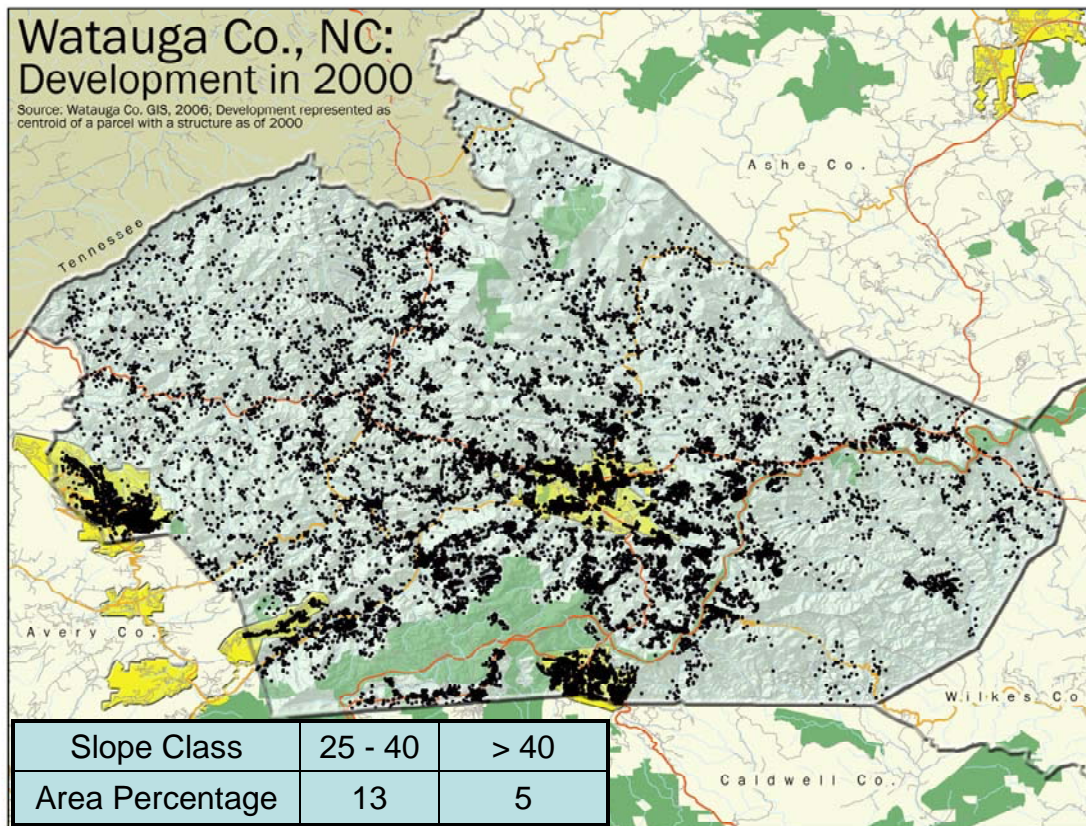 Watauga Co., NC:
Development in 2000
Source: Watauga Co. GIS, 2006; Development represented as
centroid of a parcel with a structure as of 2000
Ashe Co.
Tennessee
Avery Co.
Wilkes Co
Caldwell Co.
Slope Class 25 - 40 > 40
Area Percentage 13 5